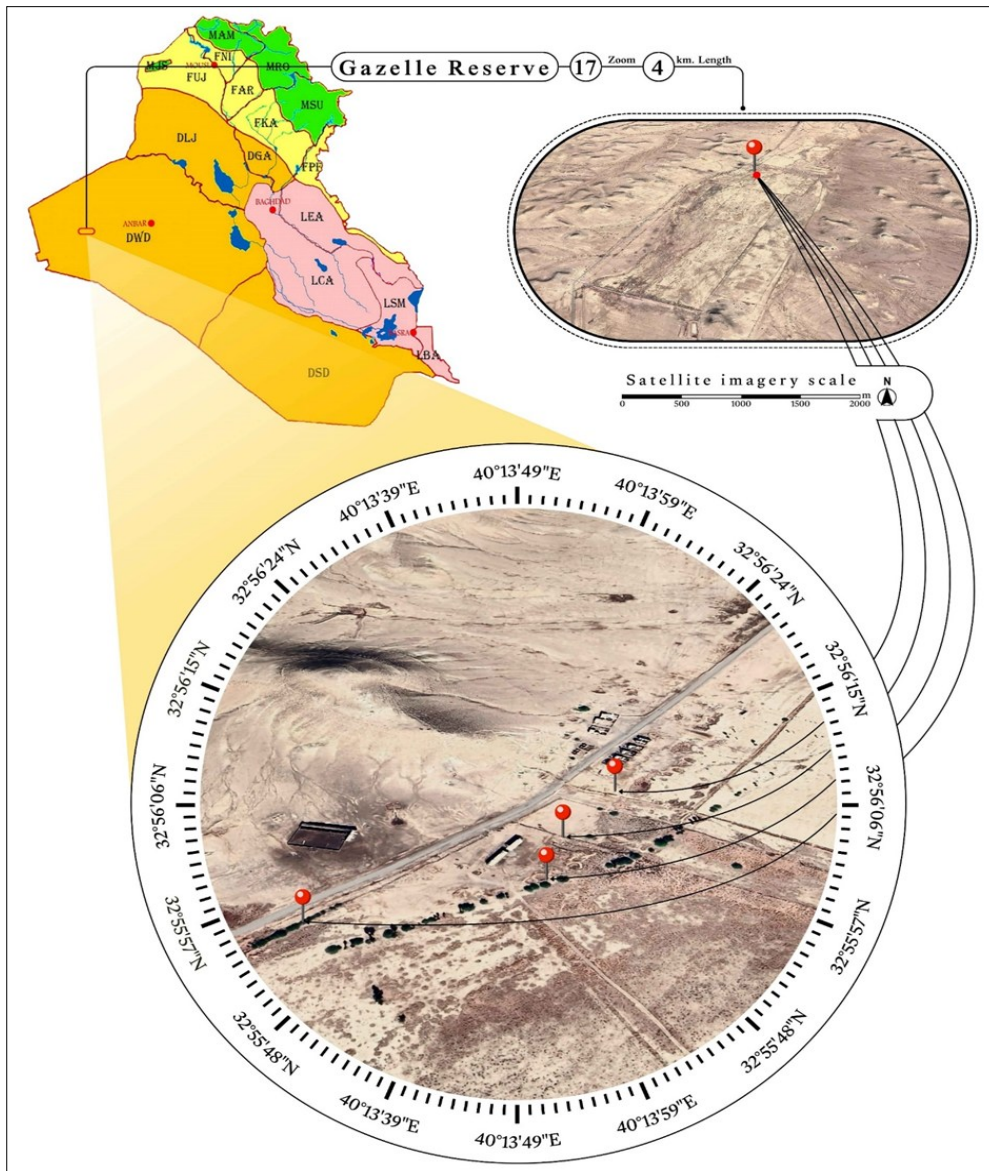 MAM
FNI
MJS
MOSUL
MRO
FUJ
FAR
MSU
FKA
DLJ
DGA
FPF
BAGHDAD
LEA
ANBAR
DWD
LCA
LSM
LBA
DSD
Gazelle Reserve 17 Zoom 4 km. Length
Satellite imagery scale N
0 500 1000 1500 2000 m
40°13'49"E
40°13'39"E
40°13'59"E
32°56'24"N
32°56'24"N
32°56'15"N
32°56'15"N
32°56'06"N
32°56'06"N
32°55'57"N
32°55'57"N
32°55'48"N
32°55'48"N
40°13'39"E
40°13'59"E
40°13'49"E